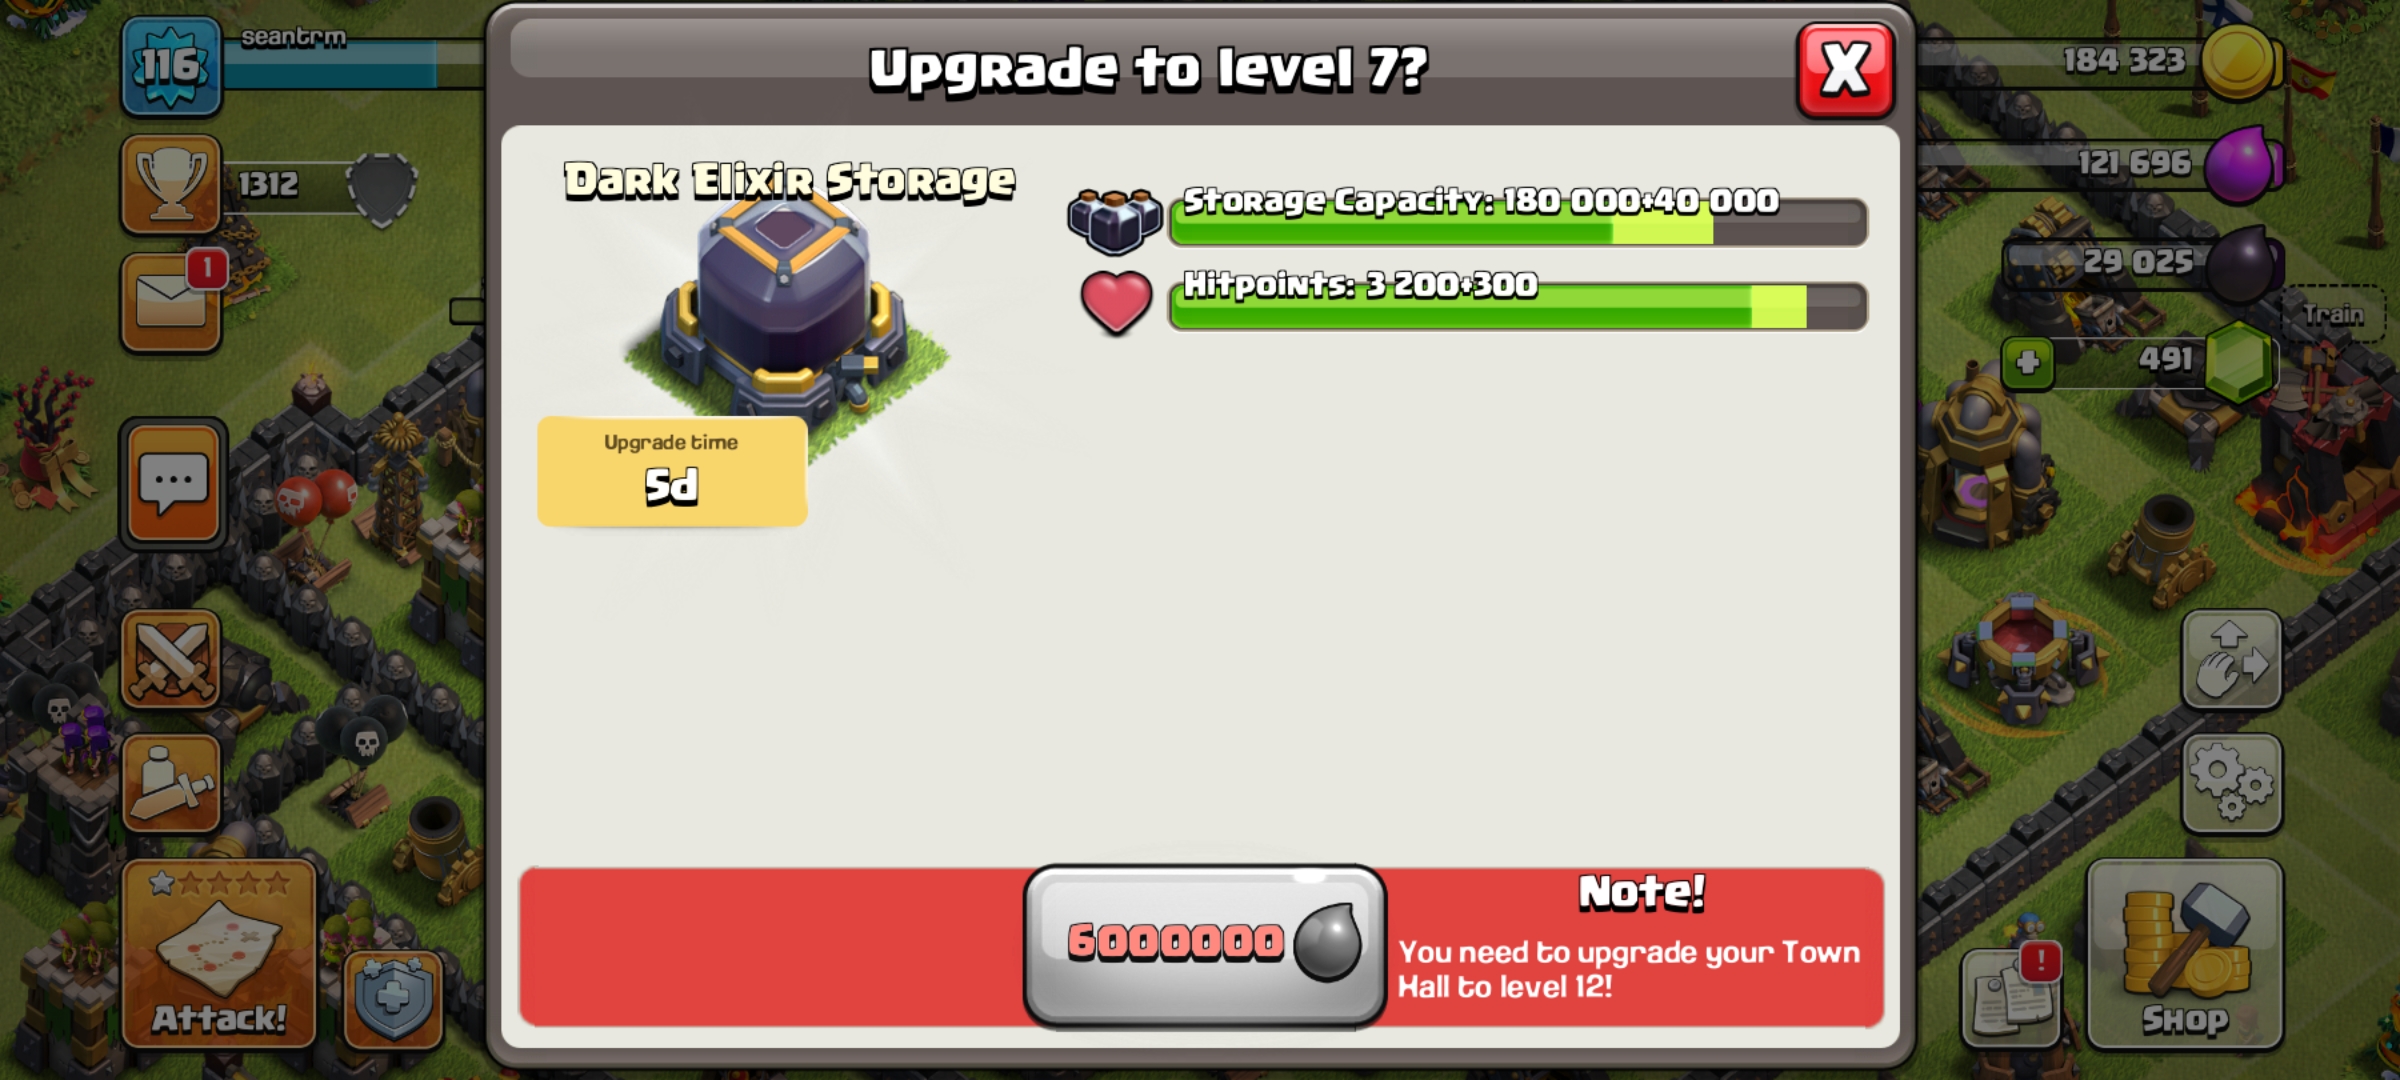 116
seantrm
1312
1
Attack!
Upgrade to level 7?
X
Dark Elixir Storage
Storage Capacity: 180 000+40 000
Hitpoints: 3 200+300
Upgrade time
5d
6000000
Note!
You need to upgrade your Town
Hall to level 12!
184 323
121 696
29 025
Train
+
491
!
Shop